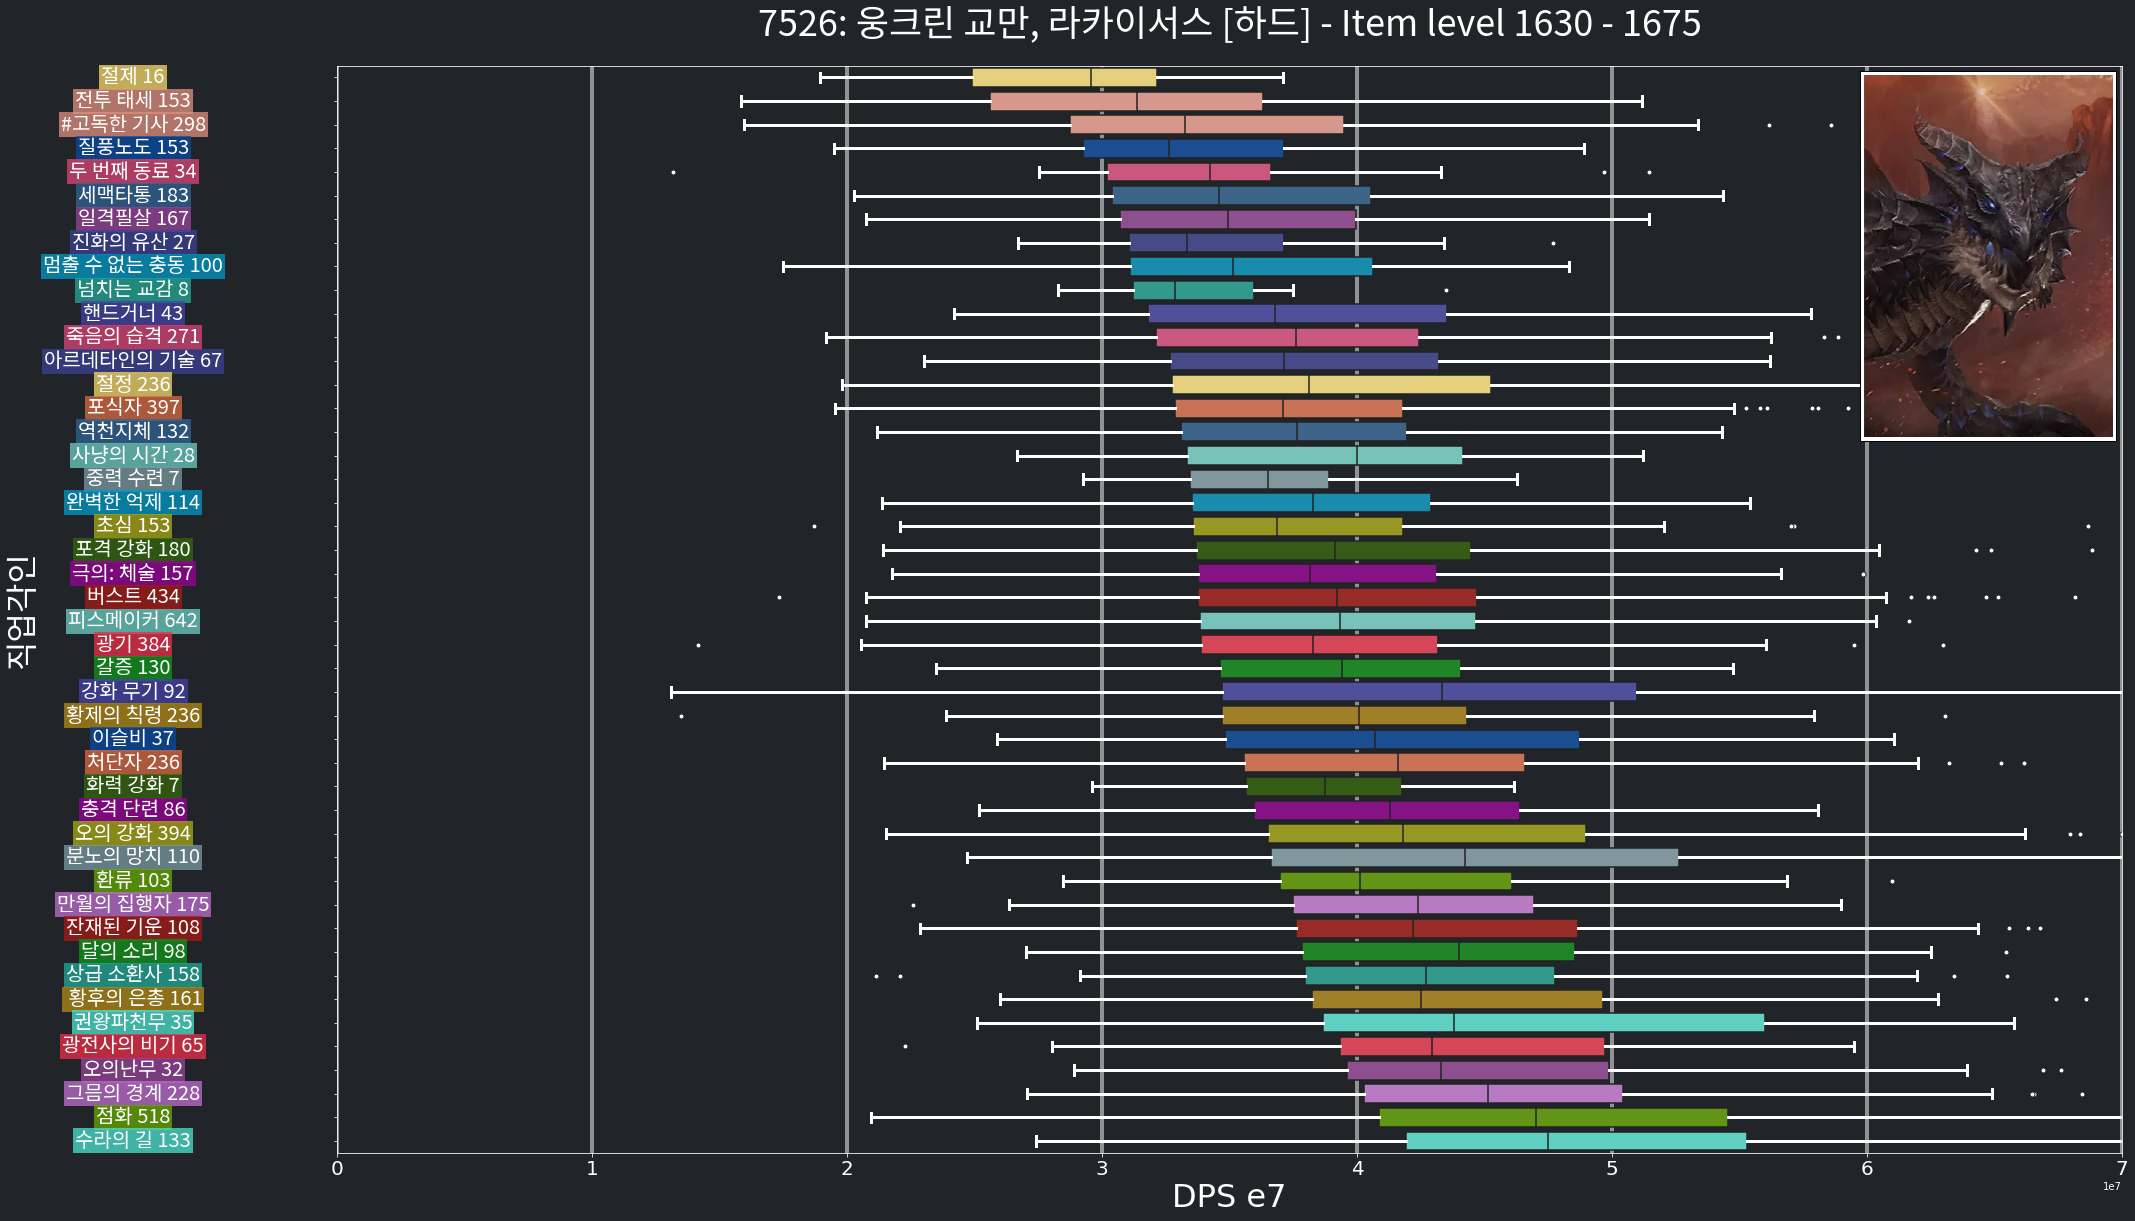 7526: 웅크린 교만, 라카이서스 [하드] - Item level 1630 - 1675
직업각인
절제 16
전투 태세 153
#고독한 기사 298
질풍노도 153
두 번째 동료 34
세맥타통 183
일격필살 167
진화의 유산 27
멈출 수 없는 충동 100
넘치는 교감 8
핸드거너 43
죽음의 습격 271
아르데타인의 기술 67
절정 236
포식자 397
역천지체 132
사냥의 시간 28
중력 수련 7
완벽한 억제 114
초심 153
포격 강화 180
극의: 체술 157
버스트 434
피스메이커 642
광기 384
갈증 130
강화 무기 92
황제의 칙령 236
이슬비 37
처단자 236
화력 강화 7
충격 단련 86
오의 강화 394
분노의 망치 110
환류 103
만월의 집행자 175
잔재된 기운 108
달의 소리 98
상급 소환사 158
황후의 은총 161
권왕파천무 35
광전사의 비기 65
오의난무 32
그믐의 경계 228
점화 518
수라의 길 133
0 1 2 3 4 5 6 7
1e7
DPS e7